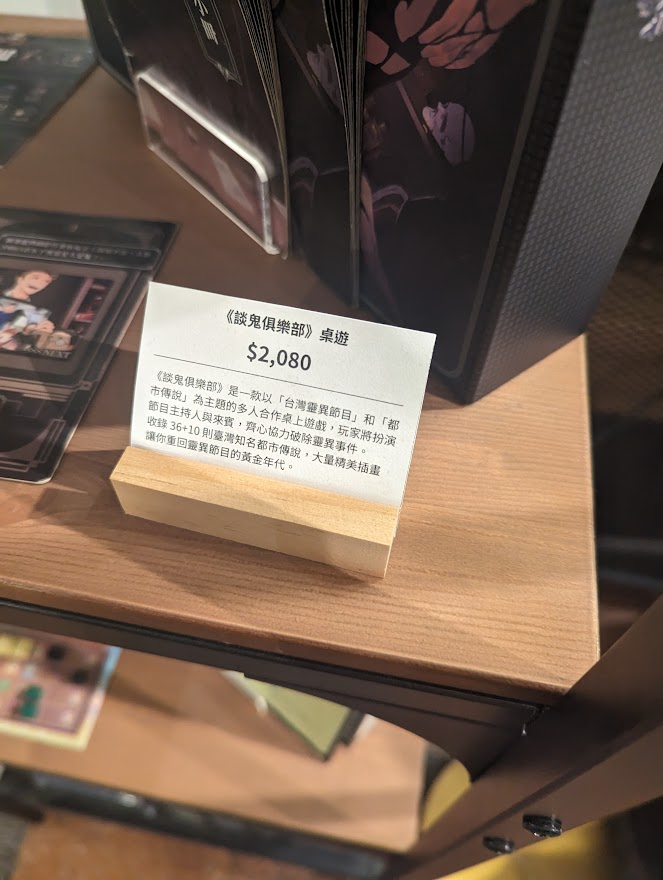 《談鬼俱樂部》桌遊
$2,080
《談鬼俱樂部》是一款以「台灣靈異節目」和「都
市傳說」為主題的多人合作桌上遊戲，玩家將扮演
節目主持人與來賓，齊心協力破除靈異事件。
收錄 36+10 則臺灣知名都市傳說，大量精美插畫
讓你重回靈異節目的黃金年代。